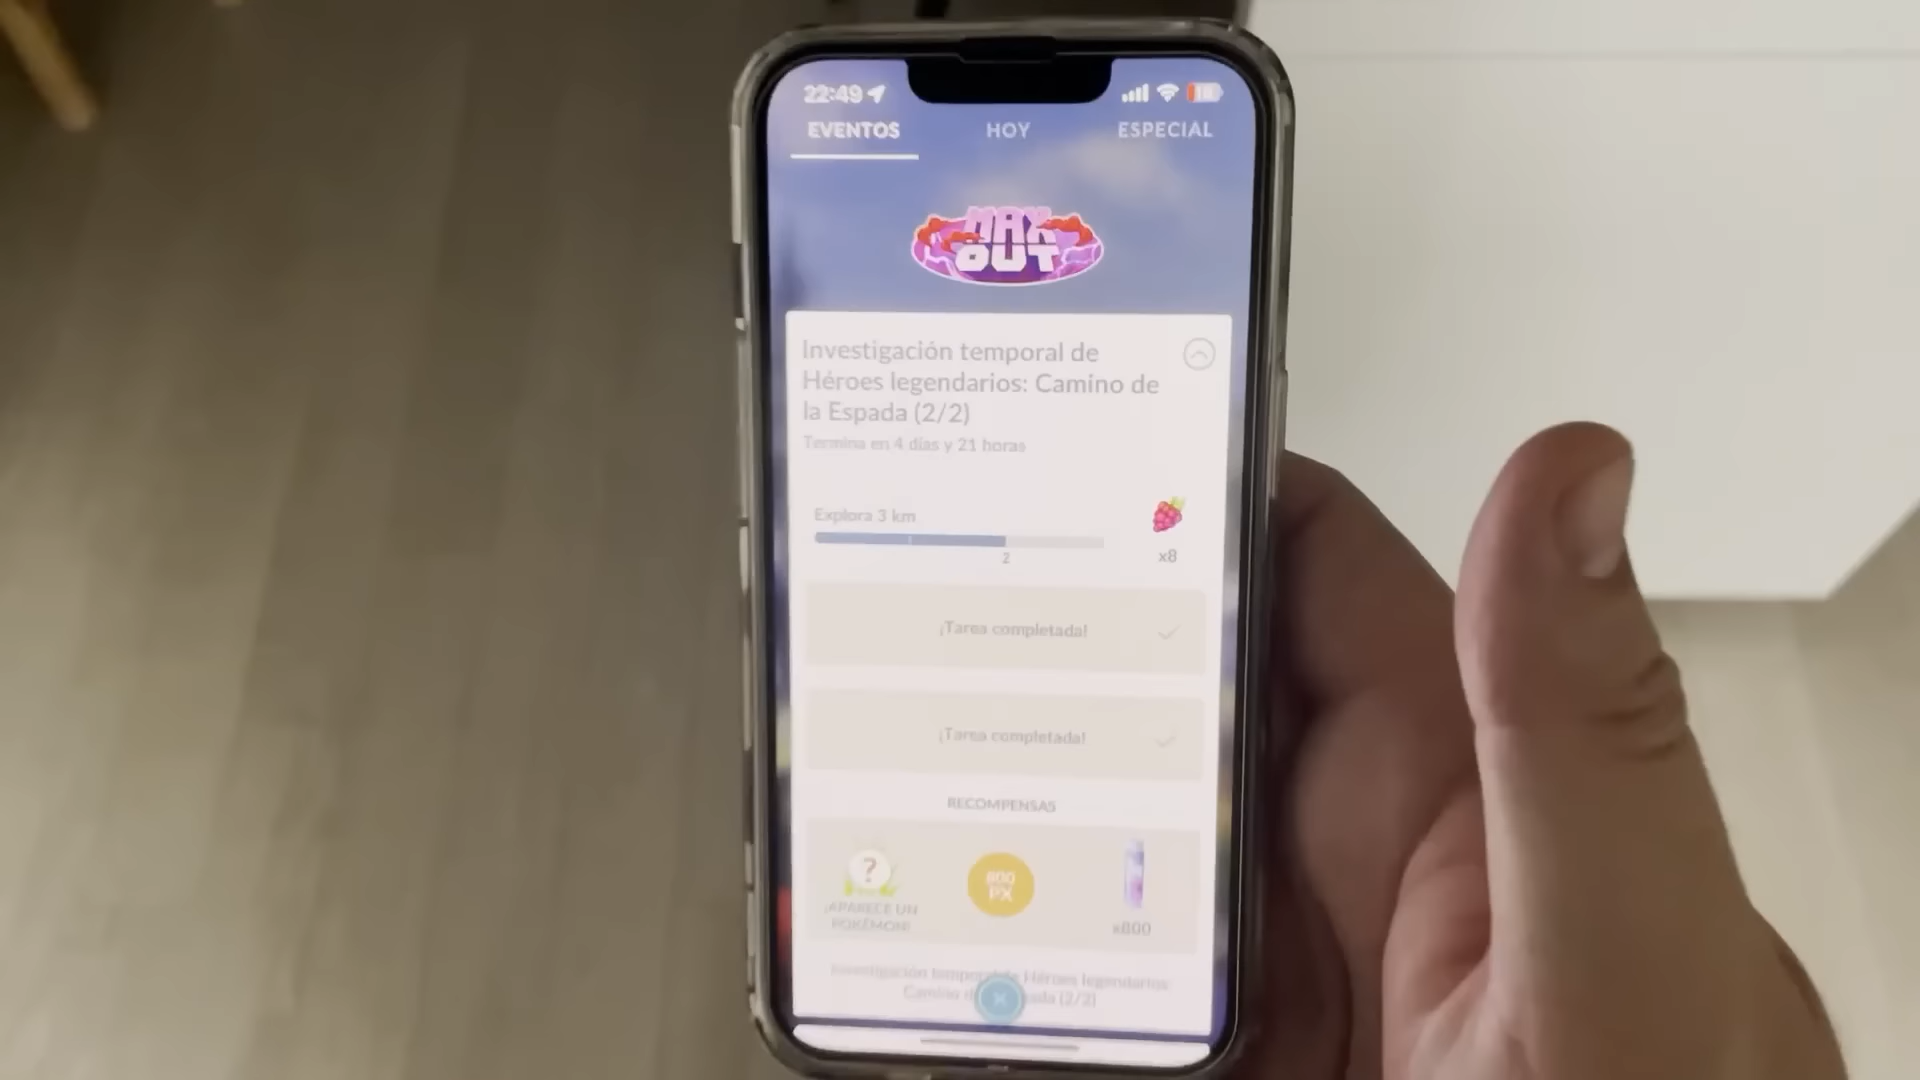 22:49
EVENTOS
HOY
ESPECIAL
MAX
OUT
Investigación temporal de
Héroes legendarios: Camino de
la Espada (2/2)
Termina en 4 días y 21 horas
Explora 3 km
2
x8
¡Tarea completada!
¡Tarea completada!
RECOMPENSAS
?
¡APARECE UN
POKÉMON!
800
PX
x800
Investigación temporal de Héroes legendarios:
Camino de la Espada (2/2)